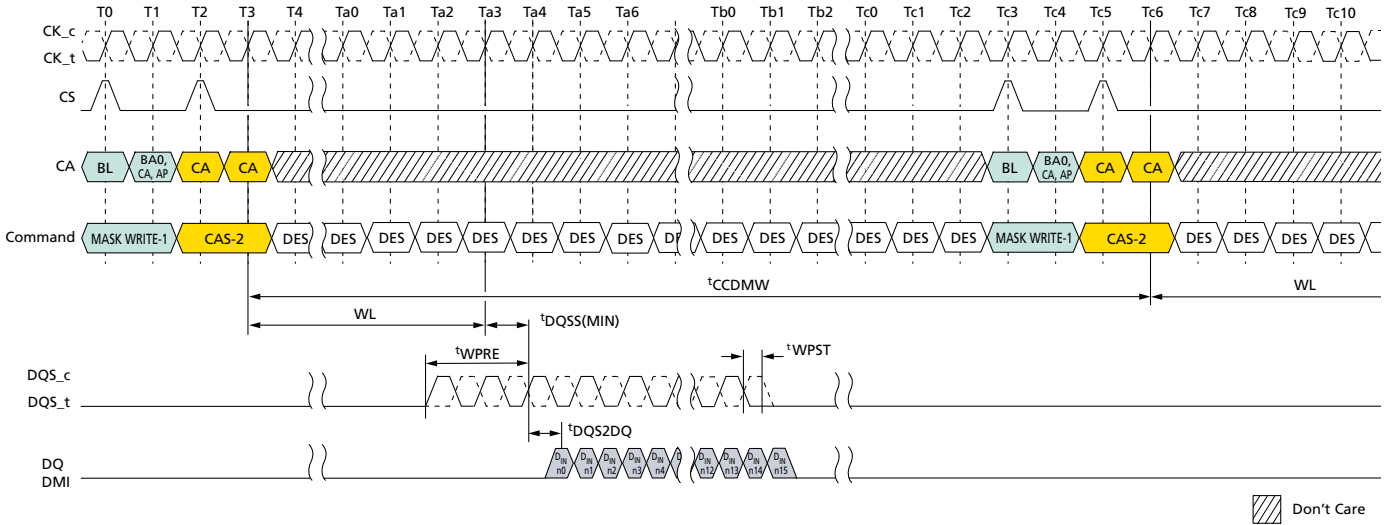 T0 T1 T2 T3 T4 Ta0 Ta1 Ta2 Ta3 Ta4 Ta5 Ta6 Tb0 Tb1 Tb2 Tc0 Tc1 Tc2 Tc3 Tc4 Tc5 Tc6 Tc7 Tc8 Tc9 Tc10
CK_c
CK_t
CS
CA BL BA0, CA, AP CA CA BL BA0, CA, AP CA CA
Command MASK WRITE-1 CAS-2 DES DES DES DES DES DES DES DES DES DES DES DES DES DES MASK WRITE-1 CAS-2 DES DES DES DES
tCCDMW WL
WL tDQSS(MIN)
tWPRE tWPST
DQS_c
DQS_t
tDQS2DQ
DQ
DMI
DIN n0 DIN n1 DIN n2 DIN n3 DIN n4 DIN n12 DIN n13 DIN n14 DIN n15
Don't Care